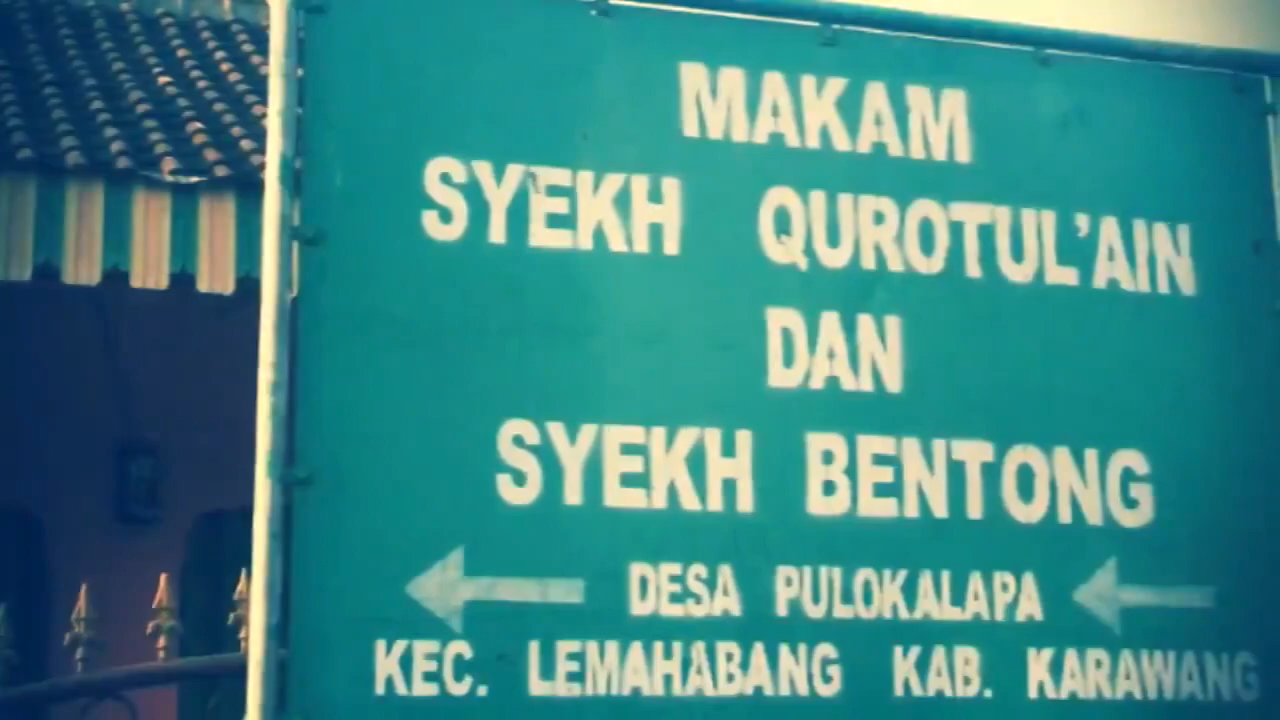 MAKAM
SYEKH QUROTUL'AIN
DAN
SYEKH BENTONG
DESA PULOKALAPA
KEC. LEMAHABANG KAB. KARAWANG